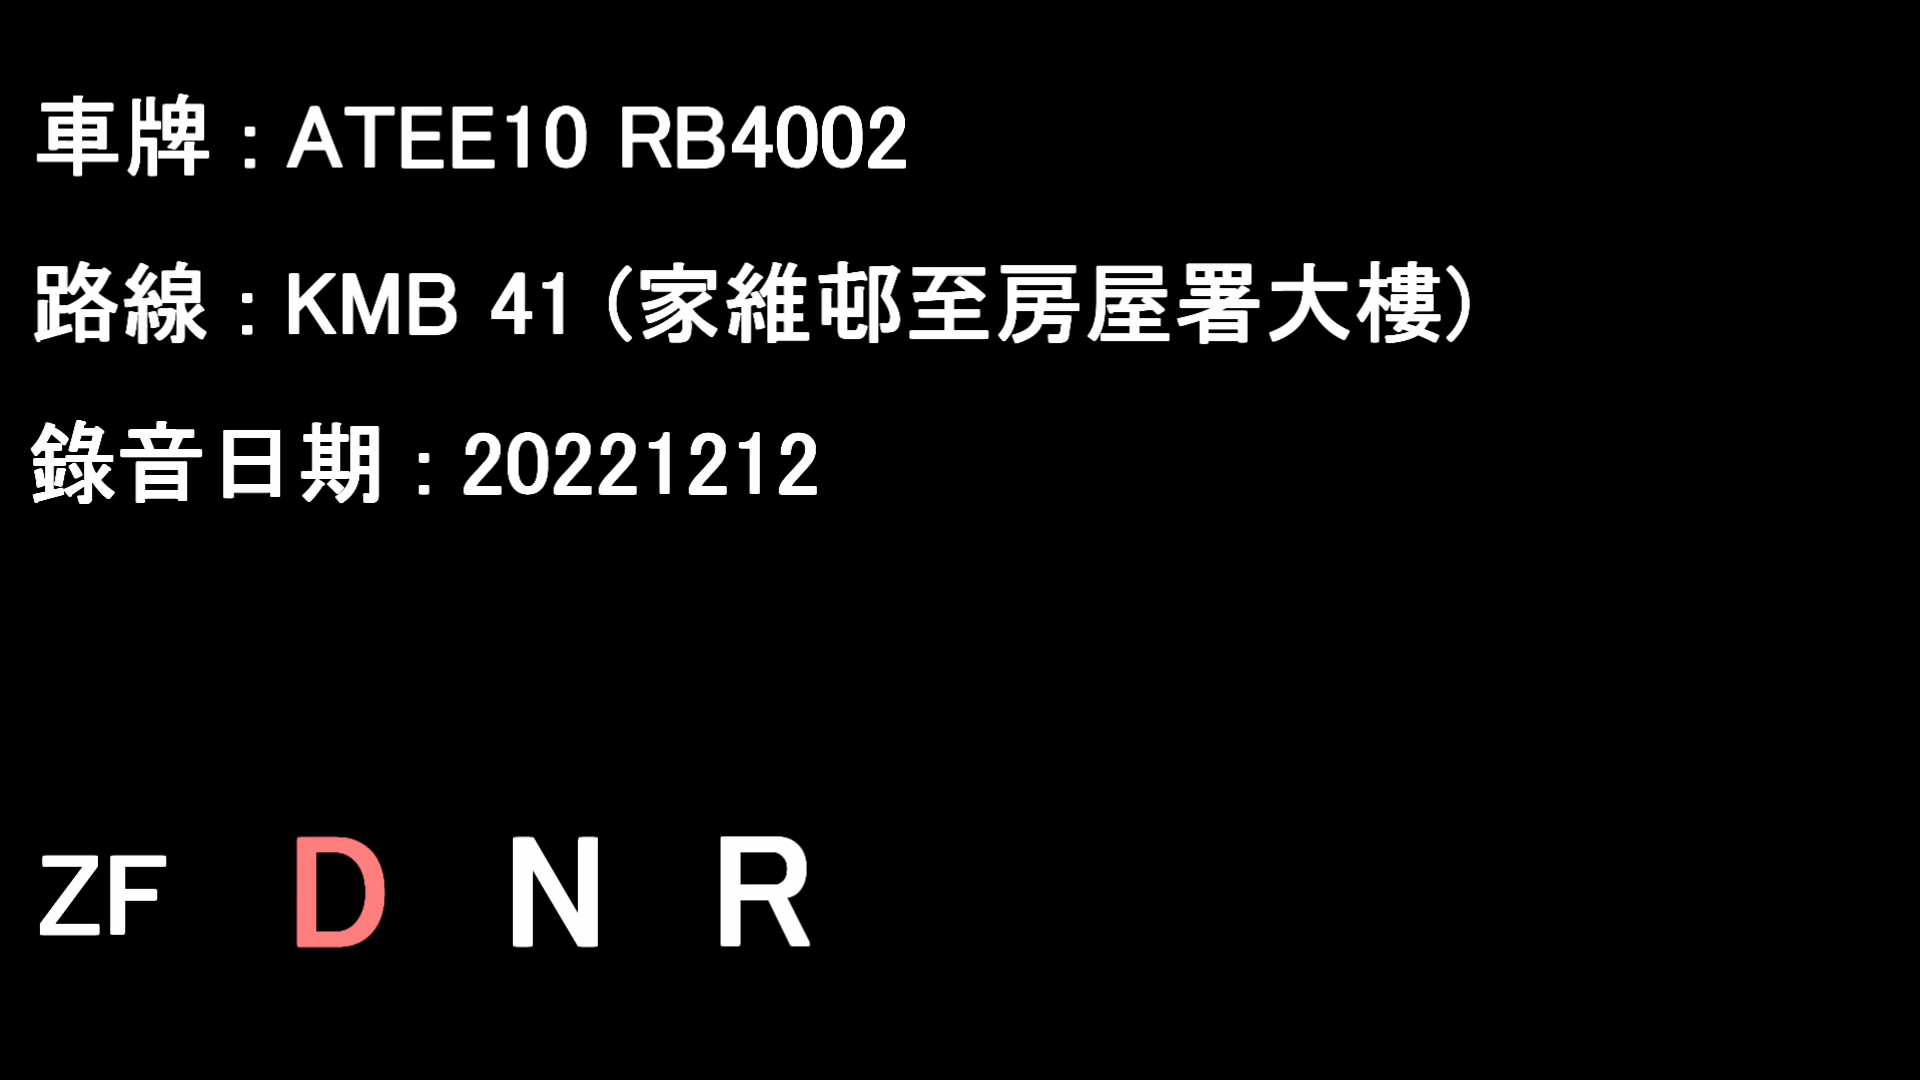 車牌 : ATEE10 RB4002
路線 : KMB 41 (家維邨至房屋署大樓)
錄音日期 : 20221212
ZF D N R